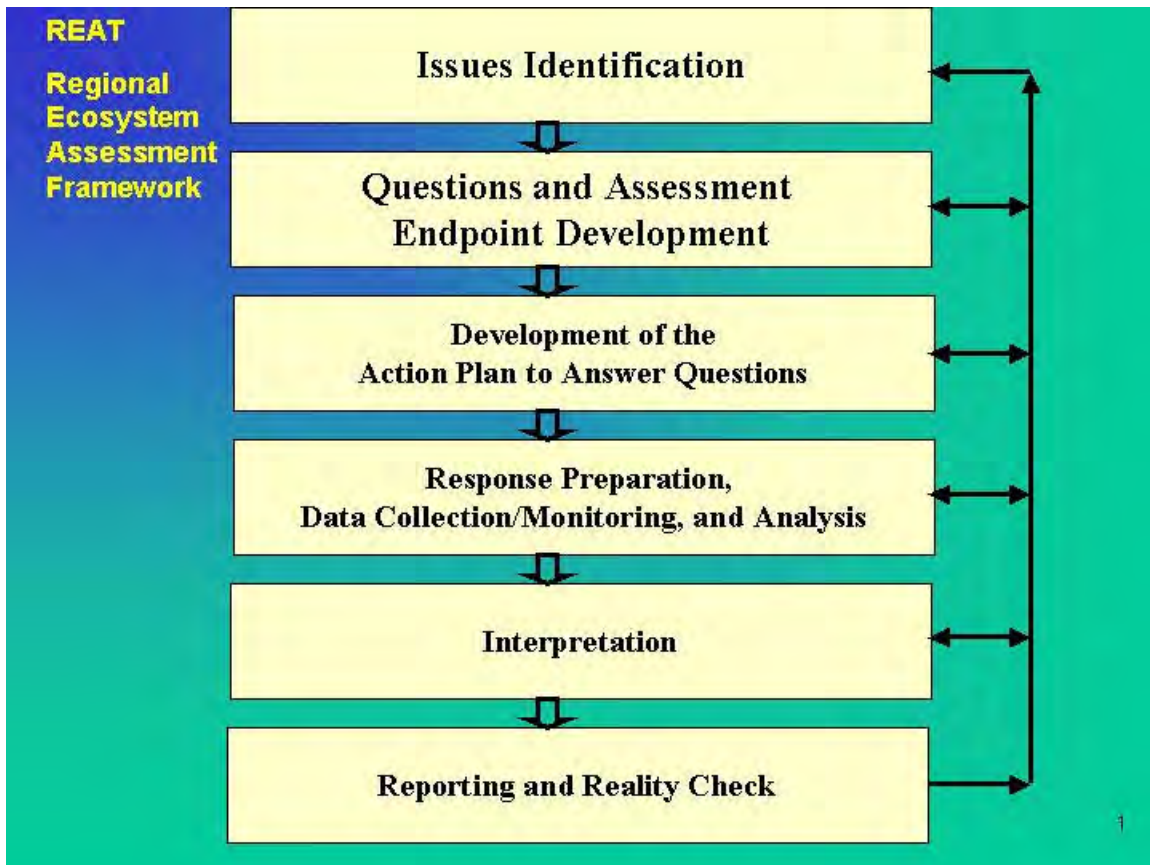 REAT
Regional
Ecosystem
Assessment
Framework
Issues Identification
Questions and Assessment
Endpoint Development
Development of the
Action Plan to Answer Questions
Response Preparation,
Data Collection/Monitoring, and Analysis
Interpretation
Reporting and Reality Check
1